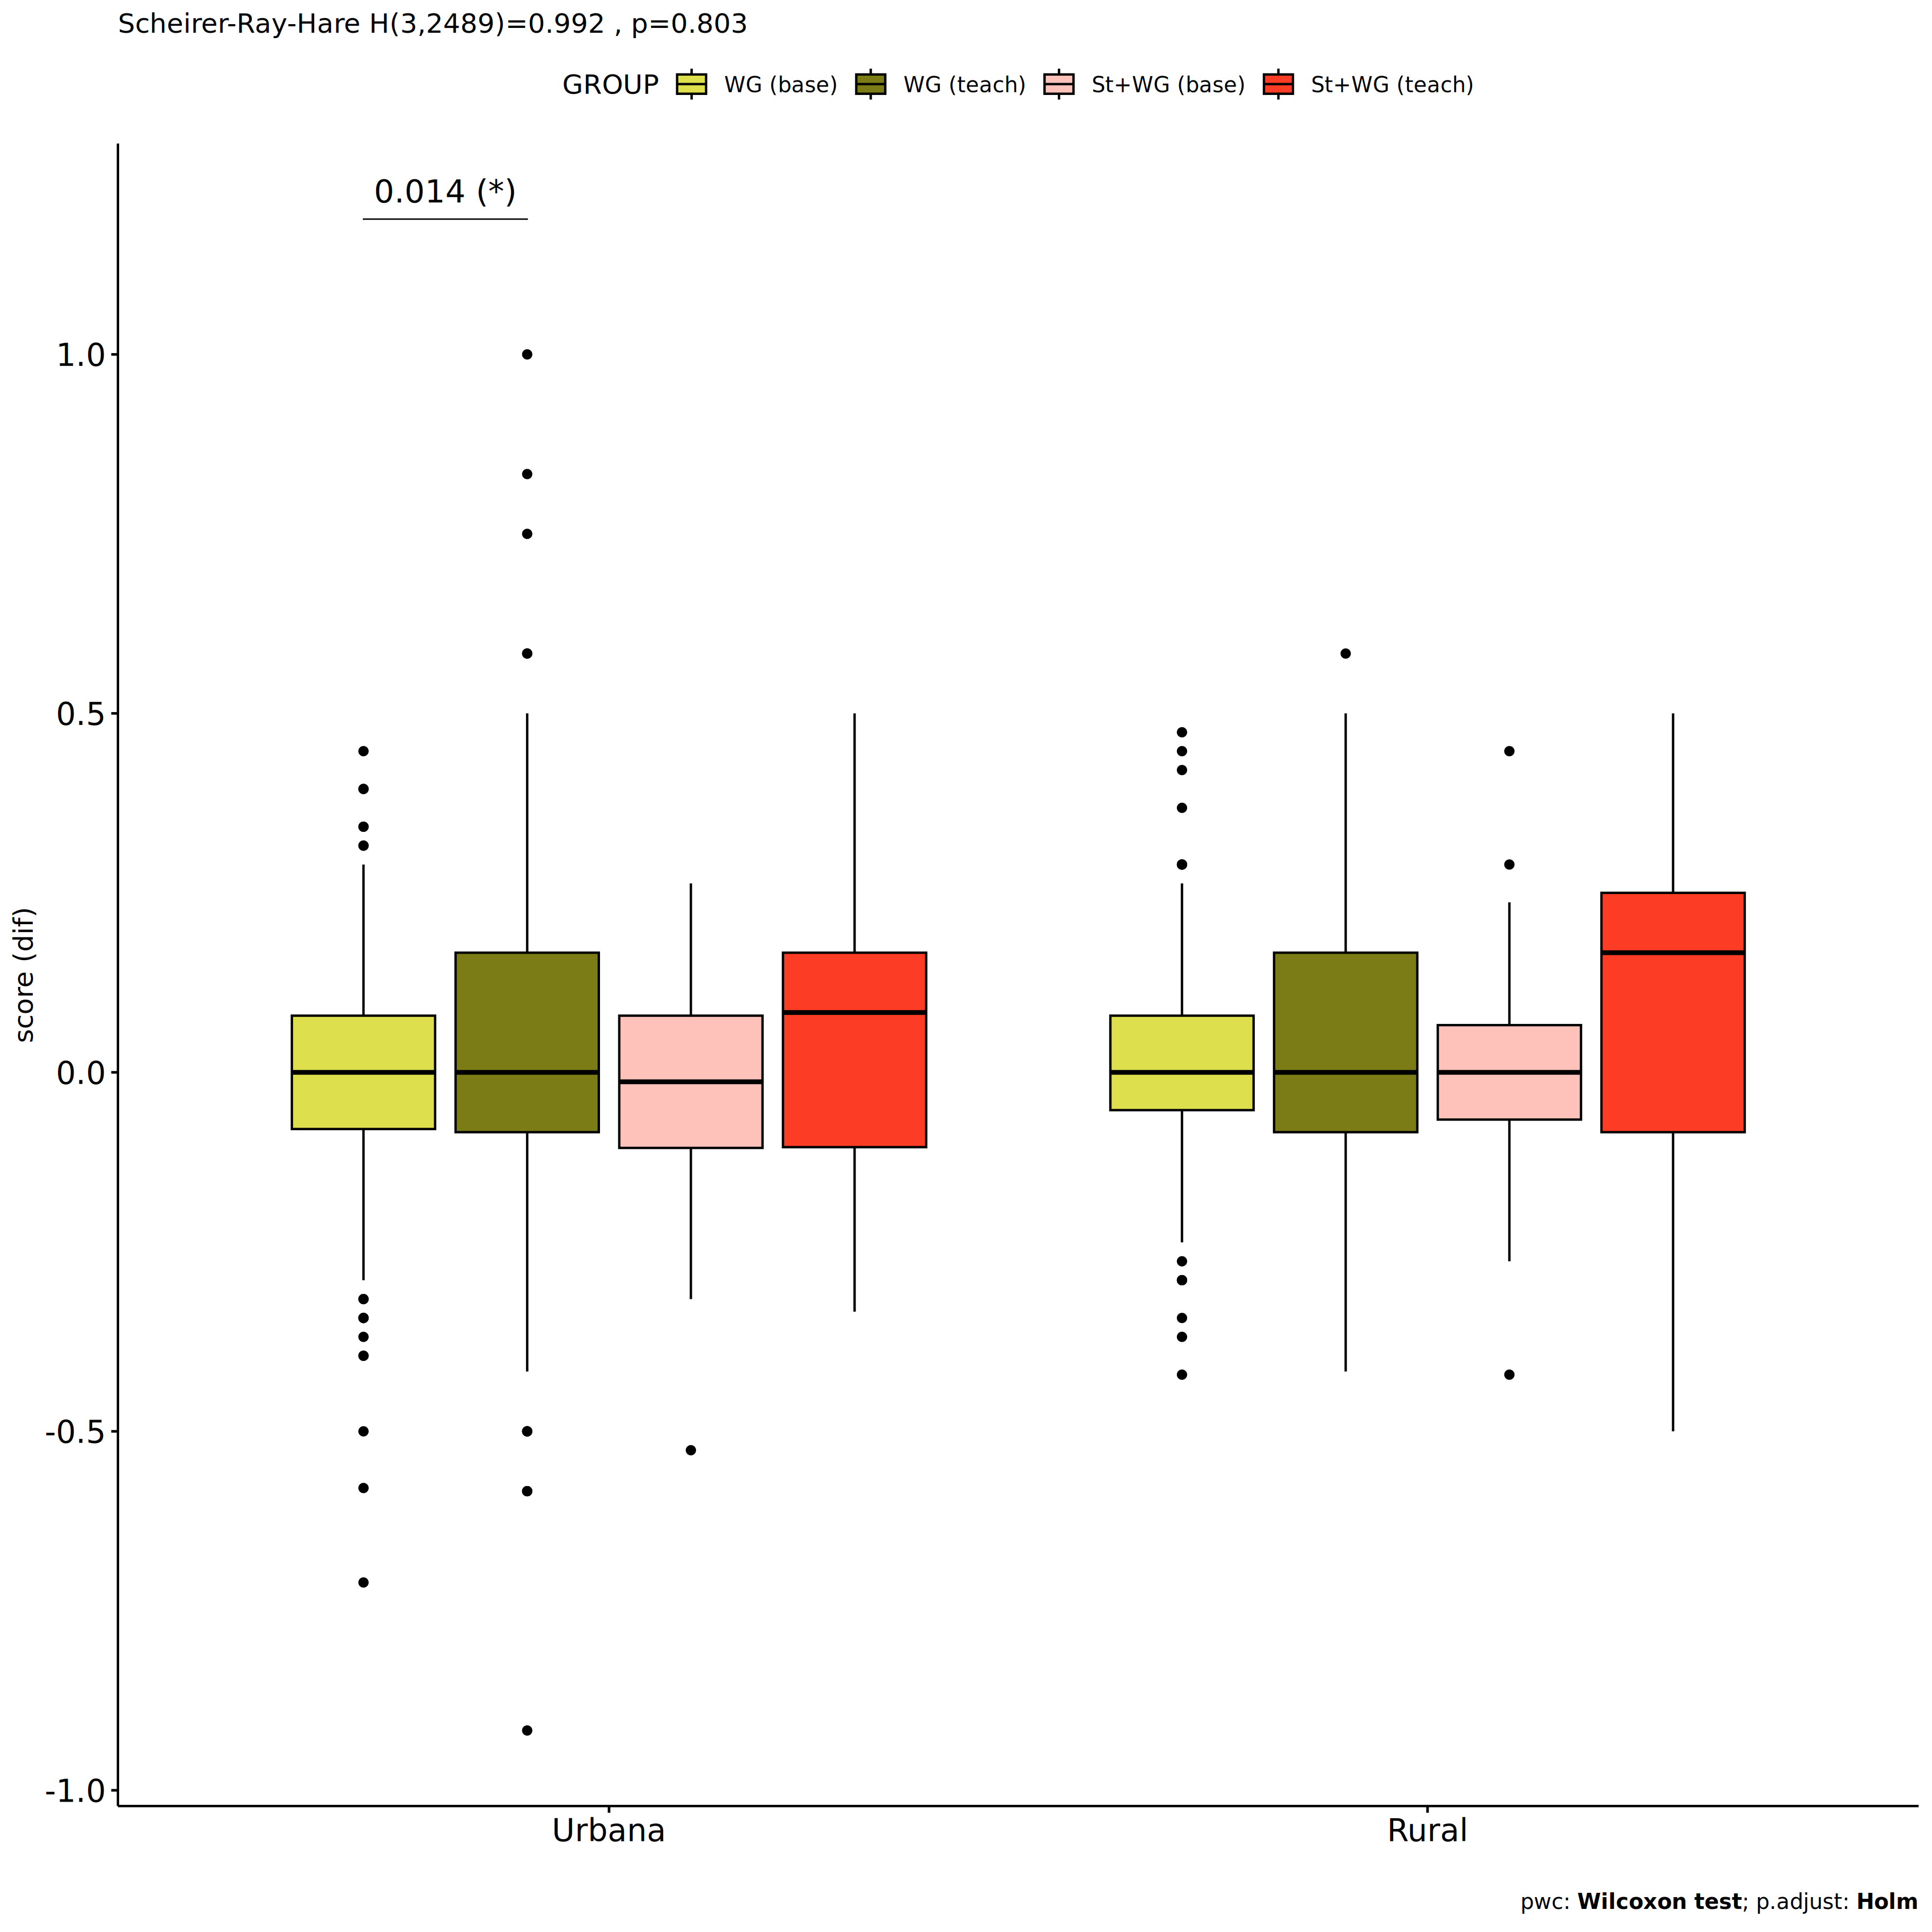 Scheirer-Ray-Hare H(3,2489)=0.992 , p=0.803
GROUP WG (base) WG (teach) St+WG (base) St+WG (teach)
0.014 (*)
1.0
0.5
0.0
-0.5
-1.0
score (dif)
Urbana Rural
pwc: Wilcoxon test; p.adjust: Holm